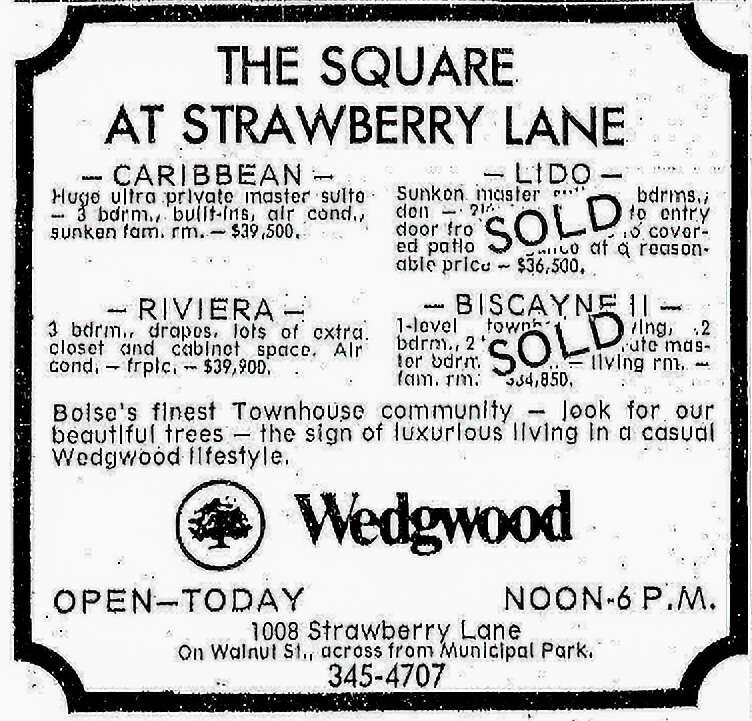 THE SQUARE
AT STRAWBERRY LANE
— CARIBBEAN —
Huge ultra private master suite
— 3 bdrm., built-ins, air cond.,
sunken fam. rm. — $39,500.
— LIDO —
Sunken master bdrms.,
den — to entry
door cover-
ed patio at a reason-
able price — $36,500.
SOLD
— RIVIERA —
3 bdrm., drapes, lots of extra
closet and cabinet space. Air
cond. — frplc. — $39,900.
— BISCAYNE II —
1-level .2
bdrm., 2 mas-
ter bdrm. — living rm. —
fam. rm. $34,850.
SOLD
Boise's finest Townhouse community — look for our
beautiful trees — the sign of luxurious living in a casual
Wedgwood lifestyle.
Wedgwood
OPEN—TODAY NOON-6 P.M.
1008 Strawberry Lane
On Walnut St., across from Municipal Park.
345-4707